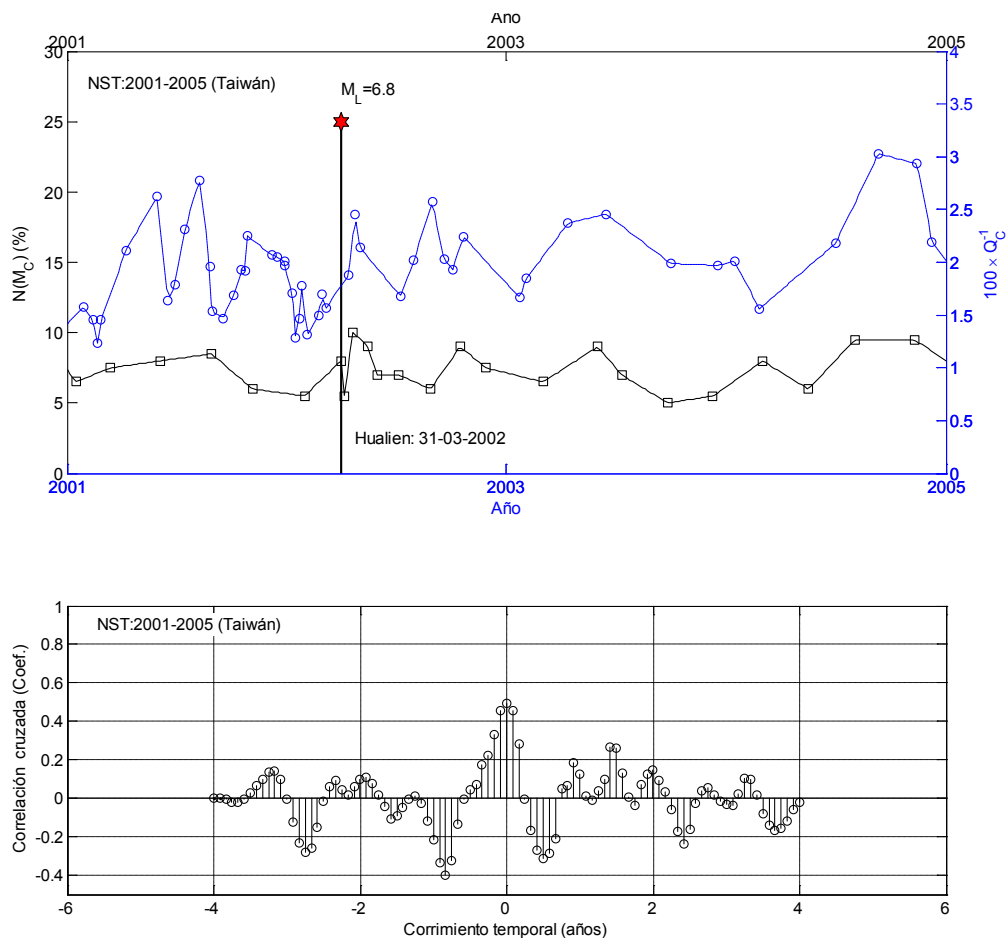 Año
2001 2003 2005
30 4
NST:2001-2005 (Taiwán)
M_L=6.8
3.5
25
3
20
2.5
N(M_C) (%)
15 2
100 × Q_C^-1
1.5
10
1
5
0.5
Hualien: 31-03-2002
0 0
2001 2003 2005
Año
1
NST:2001-2005 (Taiwán)
0.8
0.6
0.4
0.2
0
-0.2
-0.4
Correlación cruzada (Coef.)
-6 -4 -2 0 2 4 6
Corrimiento temporal (años)